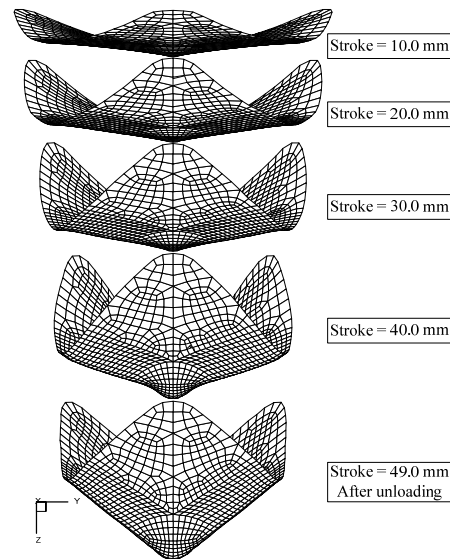 Stroke = 10.0 mm
Stroke = 20.0 mm
Stroke = 30.0 mm
Stroke = 40.0 mm
Stroke = 49.0 mm
After unloading
X
Y
Z